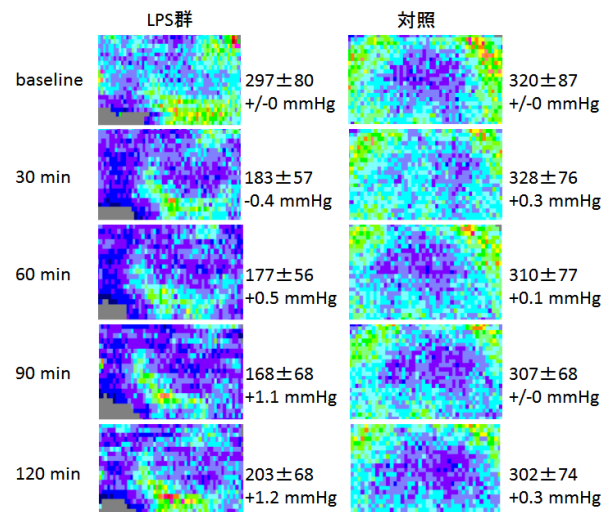 LPS群 対照
baseline 297±80 320±87
+/-0 mmHg +/-0 mmHg
30 min 183±57 328±76
-0.4 mmHg +0.3 mmHg
60 min 177±56 310±77
+0.5 mmHg +0.1 mmHg
90 min 168±68 307±68
+1.1 mmHg +/-0 mmHg
120 min 203±68 302±74
+1.2 mmHg +0.3 mmHg